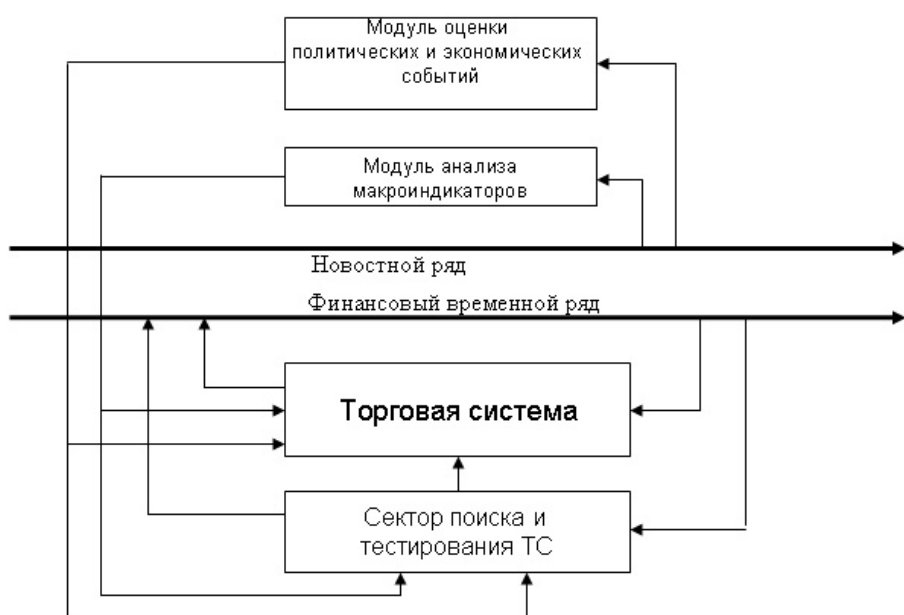 Модуль оценки
политических и экономических
событий
Модуль анализа
макроиндикаторов
Новостной ряд
Финансовый временной ряд
Торговая система
Сектор поиска и
тестирования ТС